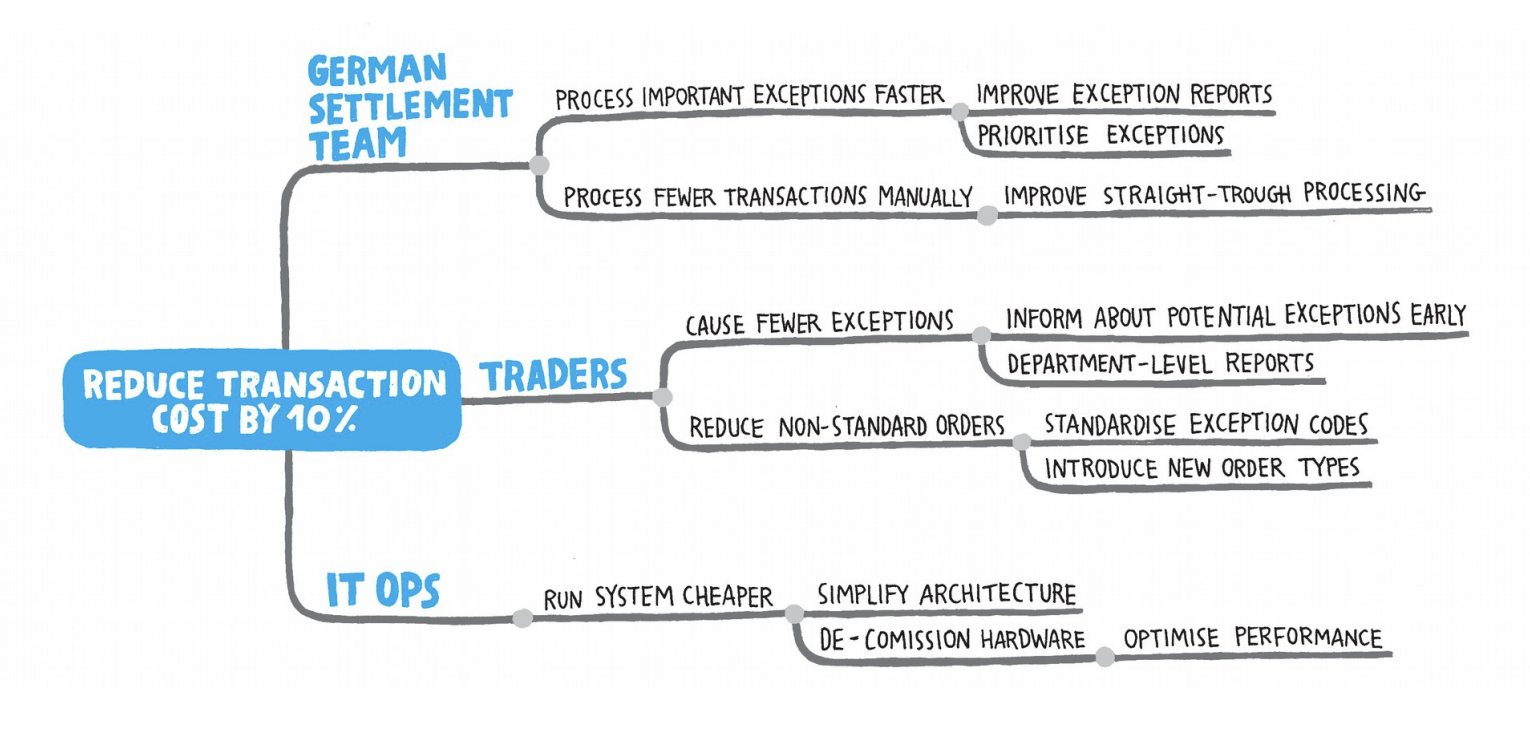 GERMAN
SETTLEMENT
TEAM
PROCESS IMPORTANT EXCEPTIONS FASTER
IMPROVE EXCEPTION REPORTS
PRIORITISE EXCEPTIONS
PROCESS FEWER TRANSACTIONS MANUALLY
IMPROVE STRAIGHT-TROUGH PROCESSING
REDUCE TRANSACTION
COST BY 10%
TRADERS
CAUSE FEWER EXCEPTIONS
INFORM ABOUT POTENTIAL EXCEPTIONS EARLY
DEPARTMENT-LEVEL REPORTS
REDUCE NON-STANDARD ORDERS
STANDARDISE EXCEPTION CODES
INTRODUCE NEW ORDER TYPES
IT OPS
RUN SYSTEM CHEAPER
SIMPLIFY ARCHITECTURE
DE-COMISSION HARDWARE
OPTIMISE PERFORMANCE